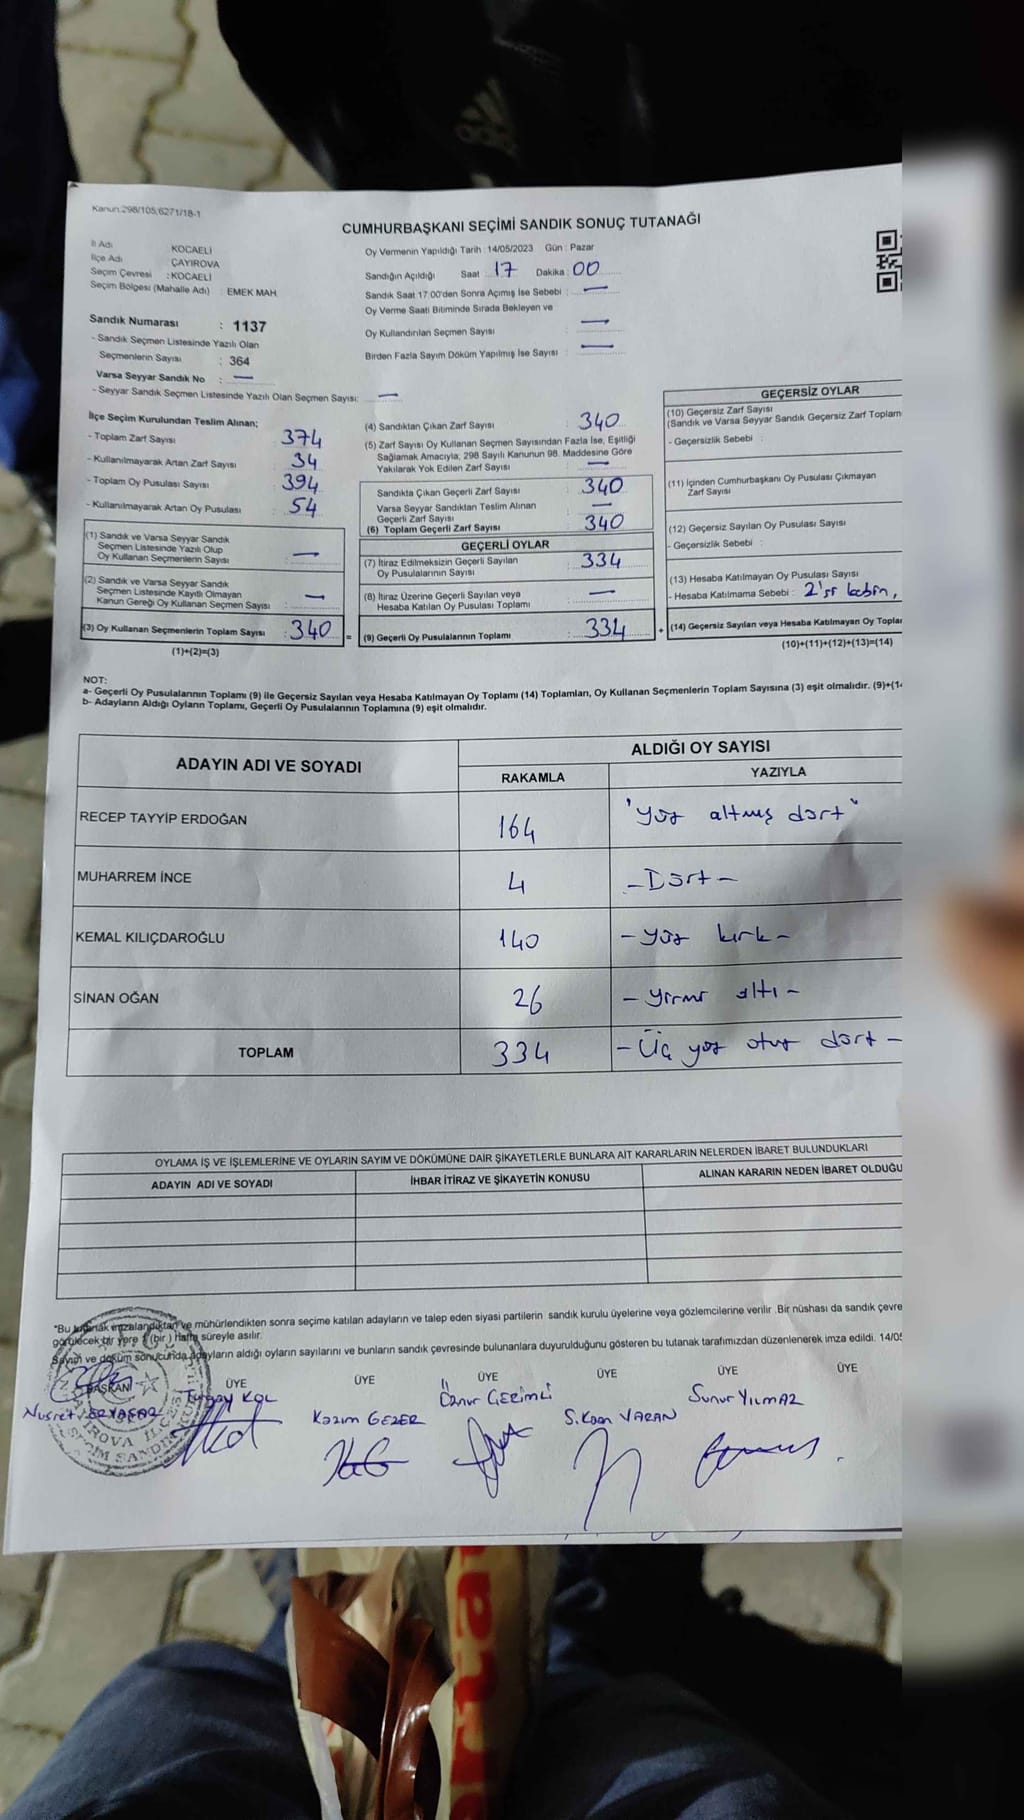 Kanun:298/105;6271/18-1
CUMHURBAŞKANI SEÇİMİ SANDIK SONUÇ TUTANAĞI
İl Adı KOCAELİ
İlçe Adı ÇAYIROVA
Seçim Çevresi : KOCAELİ
Seçim Bölgesi (Mahalle Adı) : EMEK MAH.
Sandık Numarası : 1137
- Sandık Seçmen Listesinde Yazılı Olan
Seçmenlerin Sayısı : 364
Varsa Seyyar Sandık No : —
- Seyyar Sandık Seçmen Listesinde Yazılı Olan Seçmen Sayısı: —
Oy Vermenin Yapıldığı Tarih : 14/05/2023 Gün : Pazar
Sandığın Açıldığı Saat : 17 Dakika : 00
Sandık Saat 17:00'den Sonra Açımış İse Sebebi : —
Oy Verme Saati Bitiminde Sırada Bekleyen ve
Oy Kullandırılan Seçmen Sayısı : —
Birden Fazla Sayım Döküm Yapılmış İse Sayısı : —
İlçe Seçim Kurulundan Teslim Alınan;
- Toplam Zarf Sayısı : 374
- Kullanılmayarak Artan Zarf Sayısı : 34
- Toplam Oy Pusulası Sayısı : 394
- Kullanılmayarak Artan Oy Pusulası : 54
(1) Sandık ve Varsa Seyyar Sandık
Seçmen Listesinde Yazılı Olup
Oy Kullanan Seçmenlerin Sayısı : —
(2) Sandık ve Varsa Seyyar Sandık
Seçmen Listesinde Kayıtlı Olmayan
Kanun Gereği Oy Kullanan Seçmen Sayısı : —
(3) Oy Kullanan Seçmenlerin Toplam Sayısı : 340 =
(1)+(2)=(3)
(4) Sandıktan Çıkan Zarf Sayısı : 340
(5) Zarf Sayısı Oy Kullanan Seçmen Sayısından Fazla İse, Eşitliği
Sağlamak Amacıyla, 298 Sayılı Kanunun 98. Maddesine Göre
Yakılarak Yok Edilen Zarf Sayısı : —
Sandıkta Çıkan Geçerli Zarf Sayısı : 340
Varsa Seyyar Sandıktan Teslim Alınan
Geçerli Zarf Sayısı : —
(6) Toplam Geçerli Zarf Sayısı : 340
GEÇERLİ OYLAR
(7) İtiraz Edilmeksizin Geçerli Sayılan
Oy Pusulalarının Sayısı : 334
(8) İtiraz Üzerine Geçerli Sayılan veya
Hesaba Katılan Oy Pusulaları Toplamı : —
(9) Geçerli Oy Pusulalarının Toplamı : 334 +
GEÇERSİZ OYLAR
(10) Geçersiz Zarf Sayısı
(Sandık ve Varsa Seyyar Sandık Geçersiz Zarf Toplam
- Geçersizlik Sebebi :
(11) İçinden Cumhurbaşkanı Oy Pusulası Çıkmayan
Zarf Sayısı
(12) Geçersiz Sayılan Oy Pusulası Sayısı
- Geçersizlik Sebebi :
(13) Hesaba Katılmayan Oy Pusulası Sayısı
- Hesaba Katılmama Sebebi : 2'si
(14) Geçersiz Sayılan veya Hesaba Katılmayan Oy Toplam
(10)+(11)+(12)+(13)=(14)
NOT:
a- Geçerli Oy Pusulalarının Toplamı (9) ile Geçersiz Sayılan veya Hesaba Katılmayan Oy Toplamı (14) Toplamları, Oy Kullanan Seçmenlerin Toplam Sayısına (3) eşit olmalıdır. (9)+(14
b- Adayların Aldığı Oyların Toplamı, Geçerli Oy Pusulalarının Toplamına (9) eşit olmalıdır.
ADAYIN ADI VE SOYADI
ALDIĞI OY SAYISI
RAKAMLA YAZIYLA
RECEP TAYYİP ERDOĞAN 164 "Yüz altmış dört"
MUHARREM İNCE 4 - Dört -
KEMAL KILIÇDAROĞLU 140 - Yüz kırk -
SİNAN OĞAN 26 - Yirmi altı -
TOPLAM 334 - Üç yüz otuz dört -
OYLAMA İŞ VE İŞLEMLERİNE VE OYLARIN SAYIM VE DÖKÜMÜNE DAİR ŞİKAYETLERLE BUNLARA AİT KARARLARIN NELERDEN İBARET BULUNDUKLARI
ADAYIN ADI VE SOYADI İHBAR İTİRAZ VE ŞİKAYETİN KONUSU ALINAN KARARIN NEDEN İBARET OLDUĞU
"Bu tutanak imzalandıktan ve mühürlendikten sonra seçime katılan adayların ve talep eden siyasi partilerin sandık kurulu üyelerine veya gözlemcilerine verilir .Bir nüshası da sandık çevre
görülecek bir yere 1 (bir ) hafta süreyle asılır.
Sayım ve döküm sonucunda adayların aldığı oyların sayılarını ve bunların sandık çevresinde bulunanlara duyurulduğunu gösteren bu tutanak tarafımızdan düzenlenerek imza edildi. 14/05
BAŞKAN ÜYE ÜYE ÜYE ÜYE ÜYE ÜYE
Nusret ERYAŞAR Turgay KOL Kazım GEZER Öznur GERİMLİ S.Kaan VARAN Sunur YILMAZ